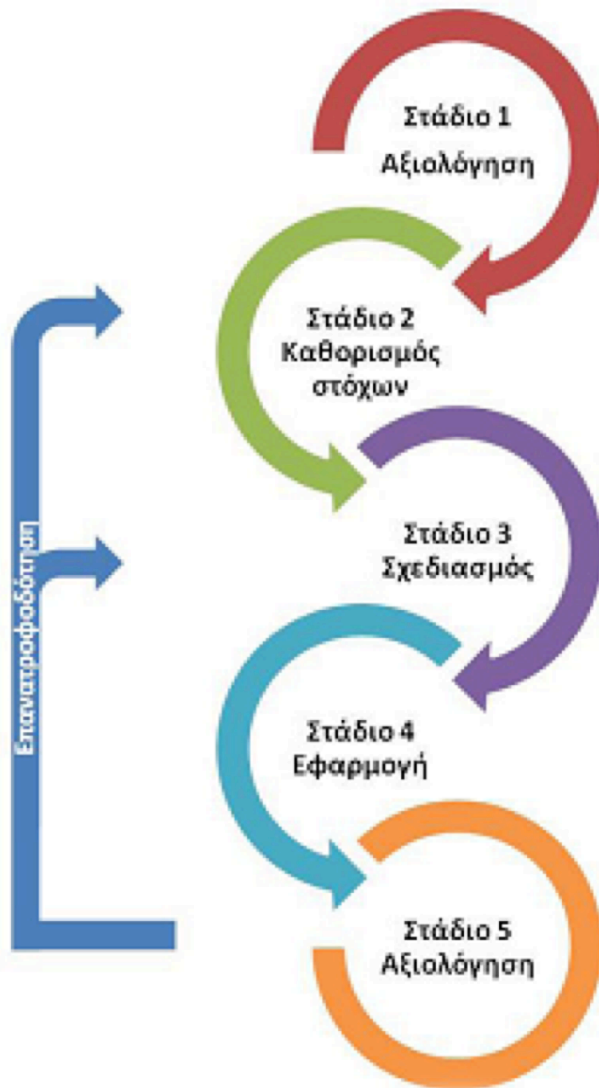 Στάδιο 1
Αξιολόγηση
Στάδιο 2
Καθορισμός
στόχων
Στάδιο 3
Σχεδιασμός
Στάδιο 4
Εφαρμογή
Στάδιο 5
Αξιολόγηση
Επανατροφοδότηση